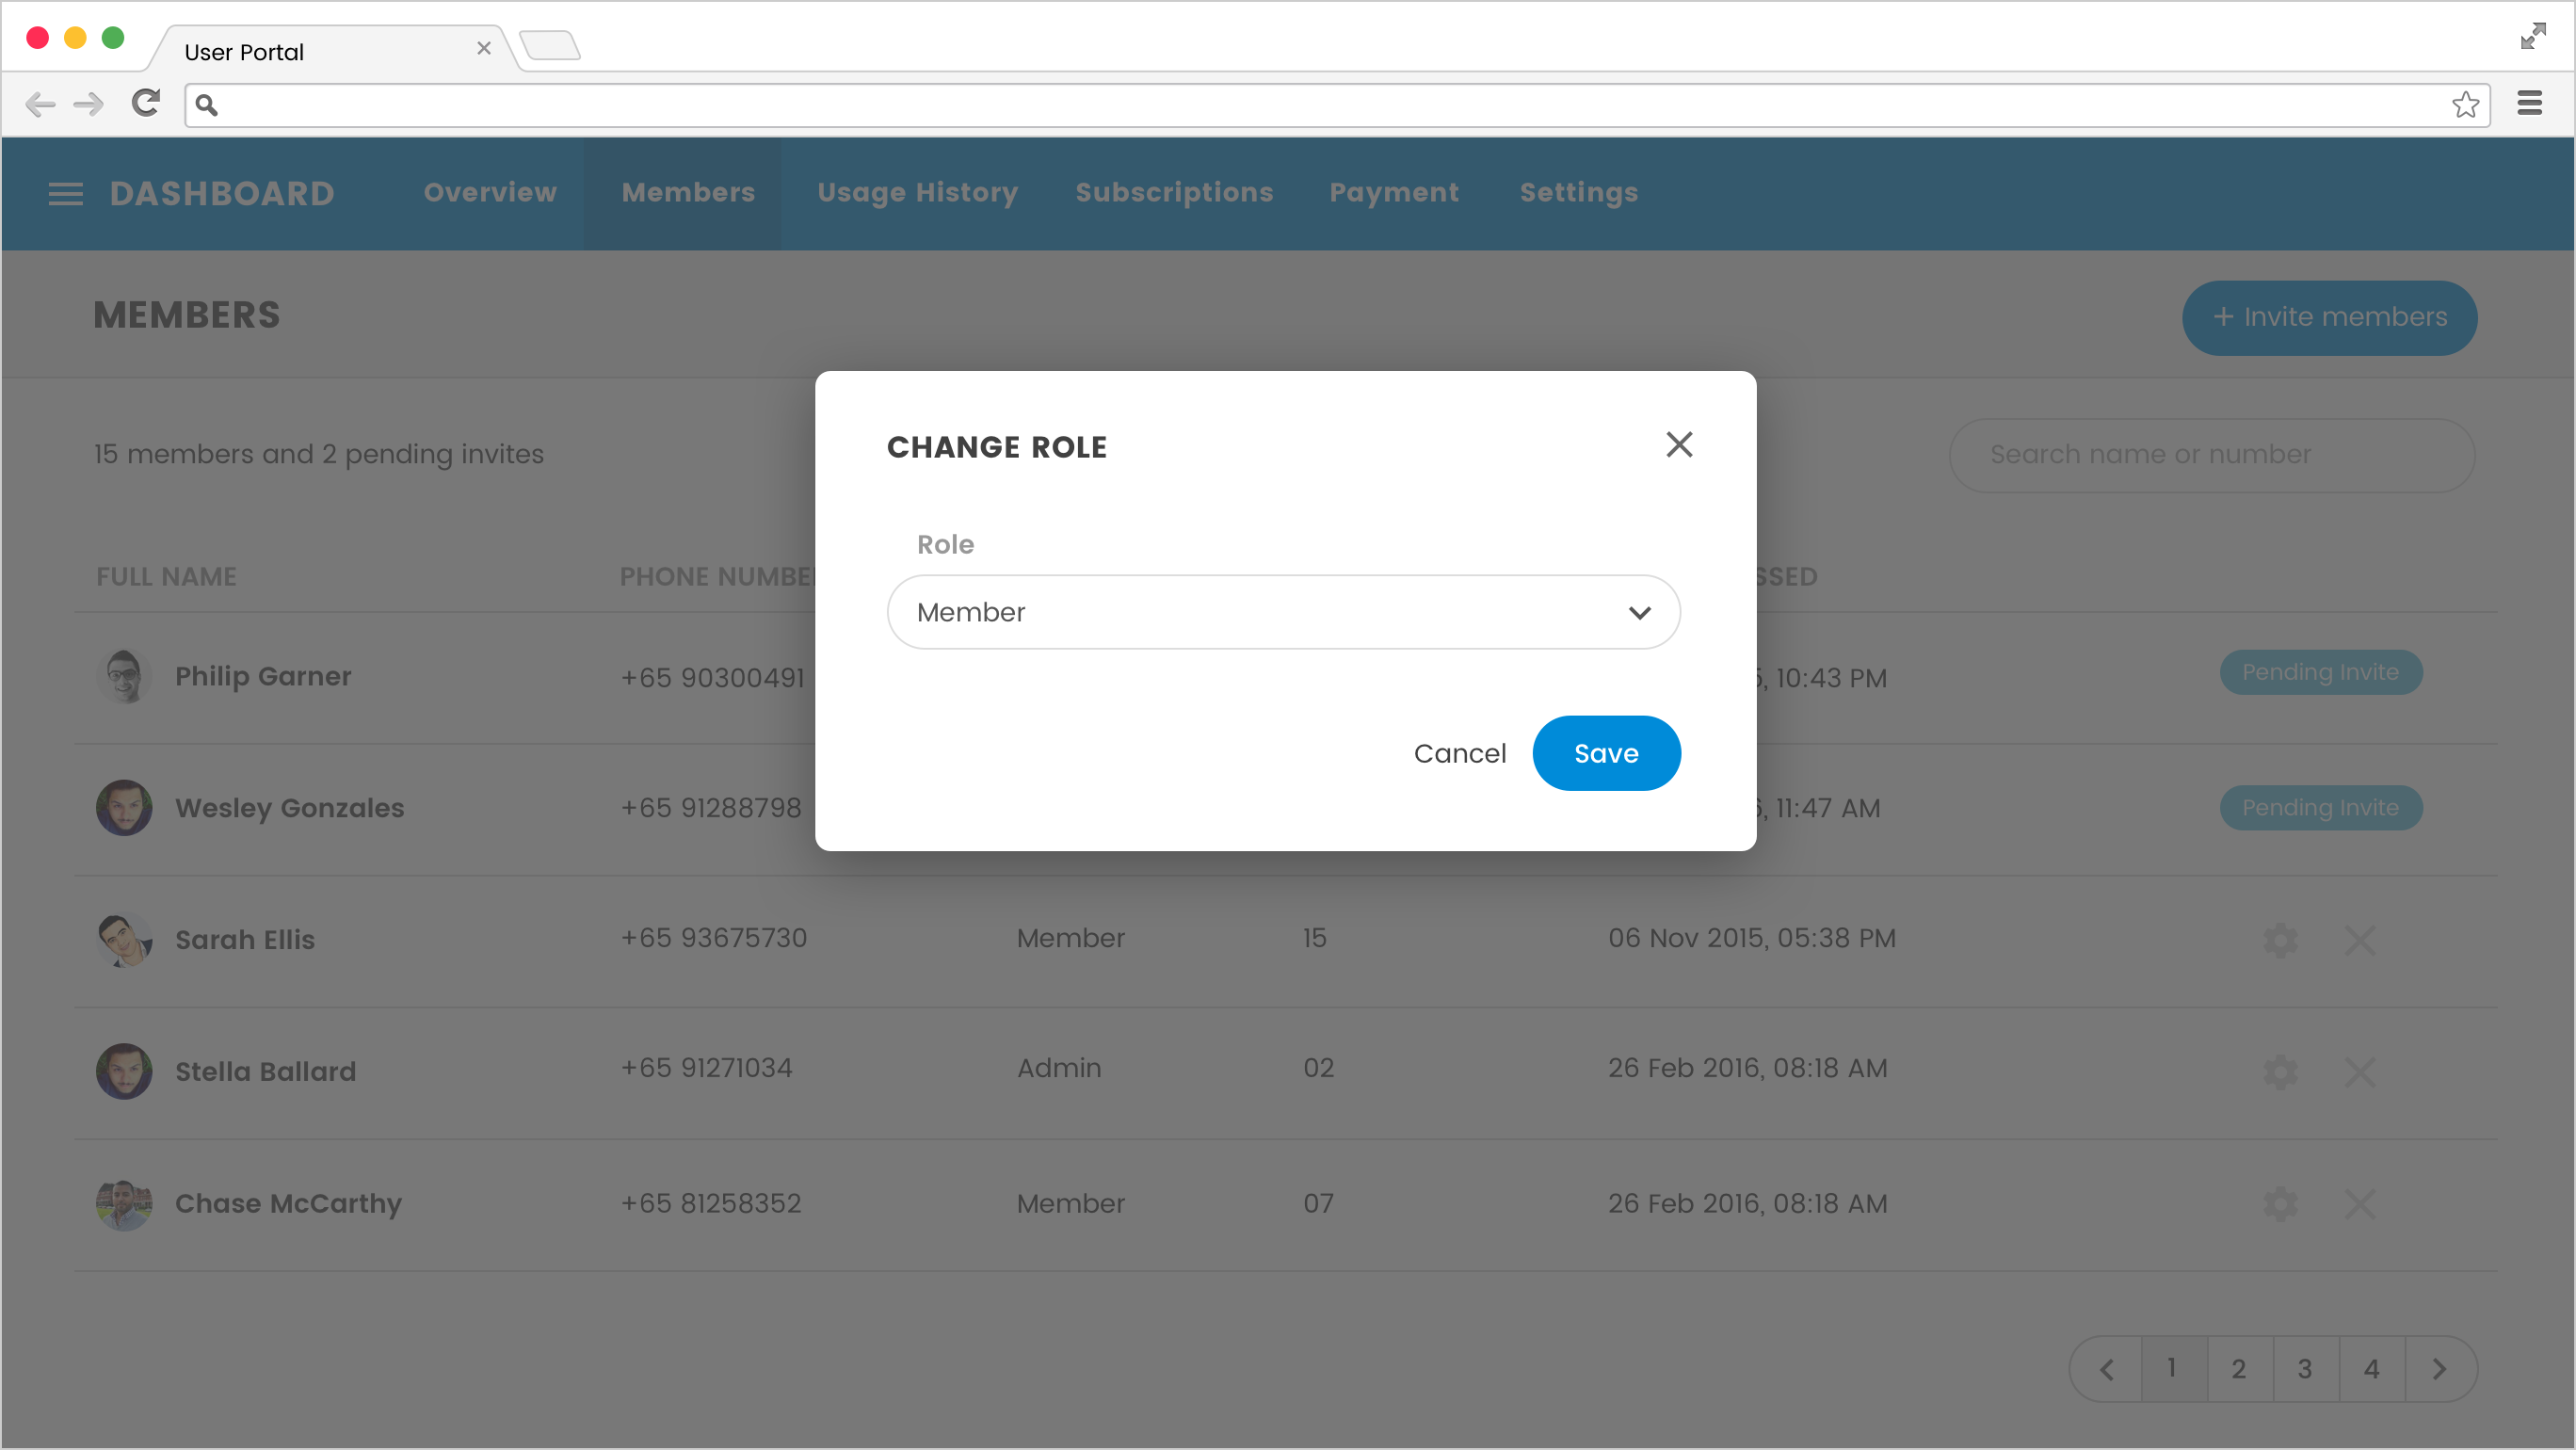 User Portal
DASHBOARD Overview Members Usage History Subscriptions Payment Settings
MEMBERS + Invite members
15 members and 2 pending invites Search name or number
CHANGE ROLE
Role
Member
Cancel Save
FULL NAME PHONE NUMBE SSED
Philip Garner +65 90300491 , 10:43 PM Pending Invite
Wesley Gonzales +65 91288798 , 11:47 AM Pending Invite
Sarah Ellis +65 93675730 Member 15 06 Nov 2015, 05:38 PM
Stella Ballard +65 91271034 Admin 02 26 Feb 2016, 08:18 AM
Chase McCarthy +65 81258352 Member 07 26 Feb 2016, 08:18 AM
1 2 3 4